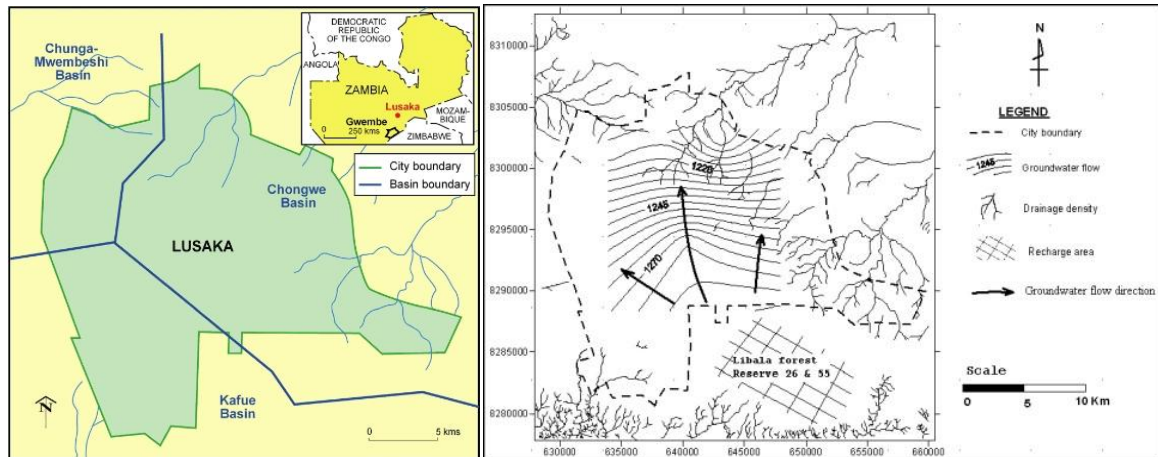 Chunga-
Mwembeshi
Basin
DEMOCRATIC
REPUBLIC
OF THE CONGO
ANGOLA
ZAMBIA
Lusaka
Gwembe
0 250 kms
MOZAM-
BIQUE
ZIMBABWE
City boundary
Basin boundary
Chongwe
Basin
LUSAKA
Kafue
Basin
N
0 5 kms
8310000
8305000
8300000
8295000
8290000
8285000
8280000
630000 635000 640000 645000 650000 655000 660000
1220
1245
1270
Libala forest
Reserve 26 & 55
N
LEGEND
City boundary
1245
Groundwater flow
Drainage density
Recharge area
Groundwater flow direction
Scale
0 5 10 Km